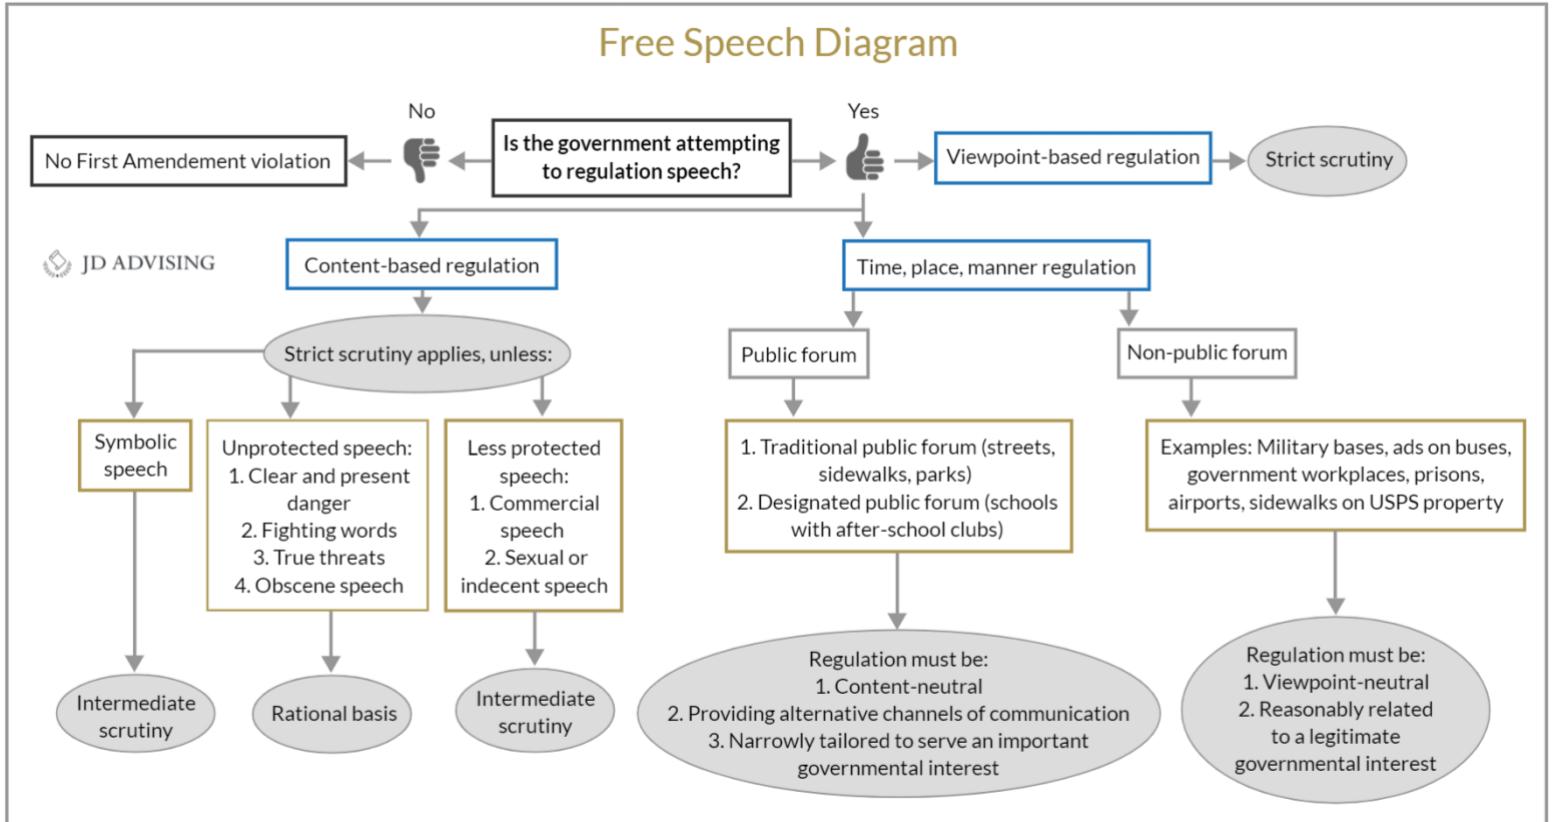 Free Speech Diagram
No
Yes
No First Amendement violation
Is the government attempting
to regulation speech?
Viewpoint-based regulation
Strict scrutiny
JD ADVISING
Content-based regulation
Time, place, manner regulation
Strict scrutiny applies, unless:
Public forum
Non-public forum
Symbolic
speech
Unprotected speech:
1. Clear and present
danger
2. Fighting words
3. True threats
4. Obscene speech
Less protected
speech:
1. Commercial
speech
2. Sexual or
indecent speech
1. Traditional public forum (streets,
sidewalks, parks)
2. Designated public forum (schools
with after-school clubs)
Examples: Military bases, ads on buses,
government workplaces, prisons,
airports, sidewalks on USPS property
Intermediate
scrutiny
Rational basis
Intermediate
scrutiny
Regulation must be:
1. Content-neutral
2. Providing alternative channels of communication
3. Narrowly tailored to serve an important
governmental interest
Regulation must be:
1. Viewpoint-neutral
2. Reasonably related
to a legitimate
governmental interest